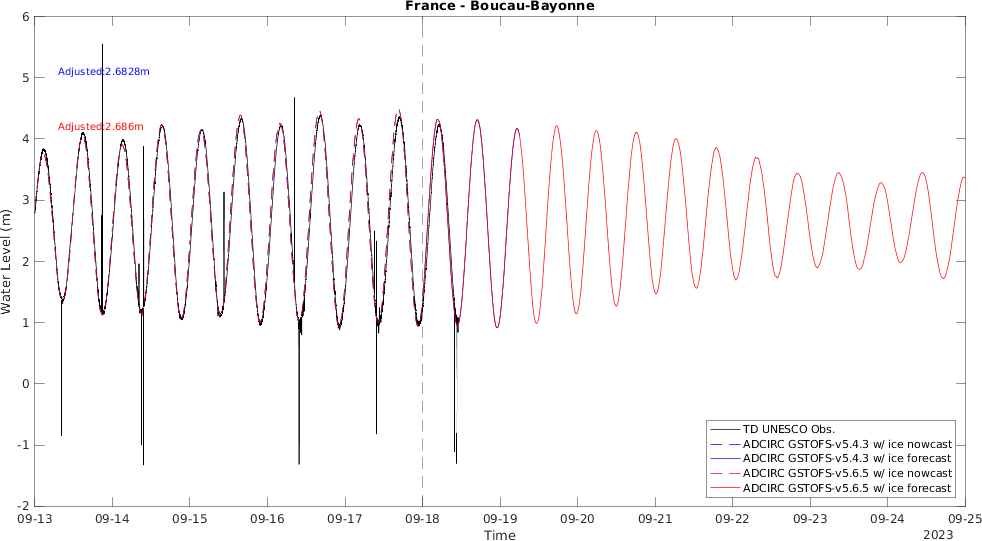 France - Boucau-Bayonne
Water Level (m)
6
5
4
3
2
1
0
-1
-2
Adjusted:2.6828m
Adjusted:2.686m
TD UNESCO Obs.
ADCIRC GSTOFS-v5.4.3 w/ ice nowcast
ADCIRC GSTOFS-v5.4.3 w/ ice forecast
ADCIRC GSTOFS-v5.6.5 w/ ice nowcast
ADCIRC GSTOFS-v5.6.5 w/ ice forecast
09-13 09-14 09-15 09-16 09-17 09-18 09-19 09-20 09-21 09-22 09-23 09-24 09-25
Time
2023